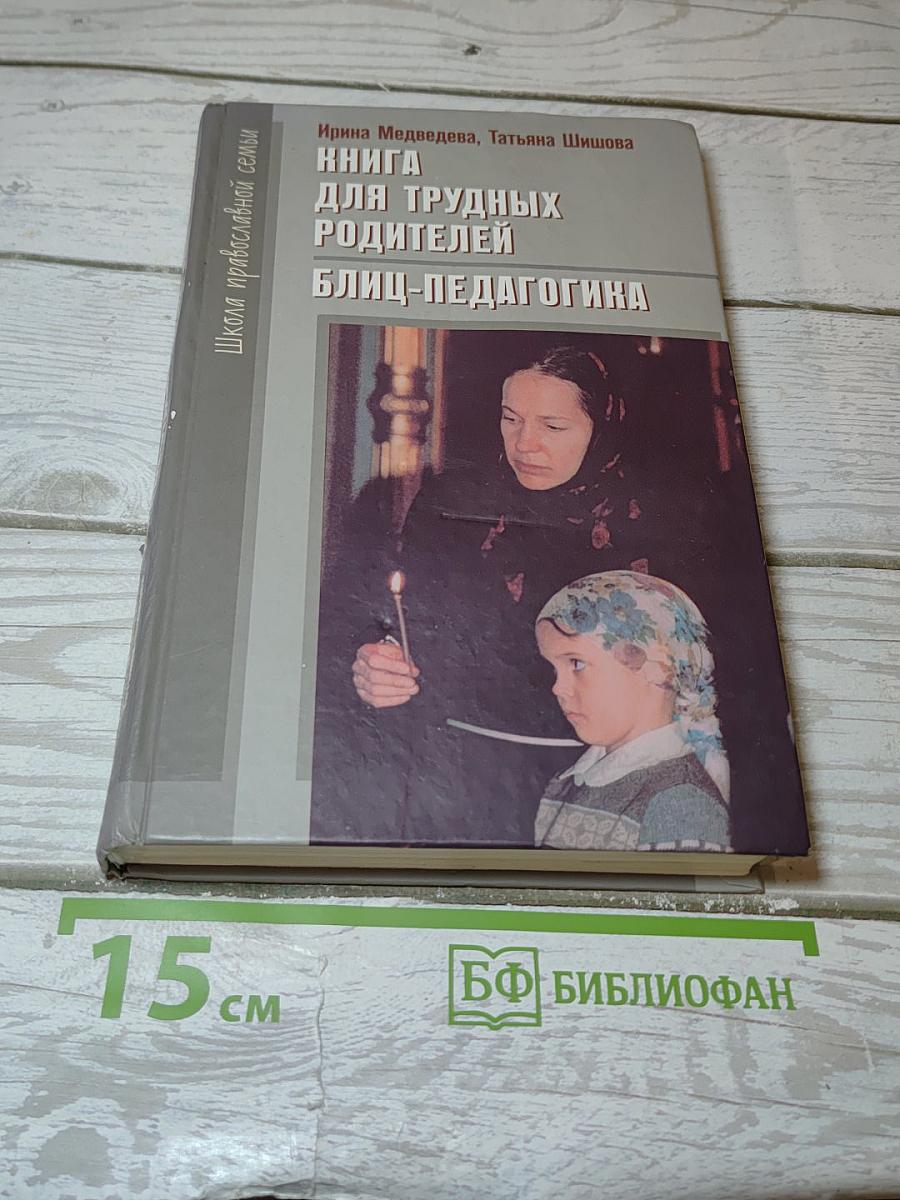 Школа православной семьи
Ирина Медведева, Татьяна Шишова
КНИГА
ДЛЯ ТРУДНЫХ
РОДИТЕЛЕЙ
БЛИЦ-ПЕДАГОГИКА
15 см
БФ БИБЛИОФАН